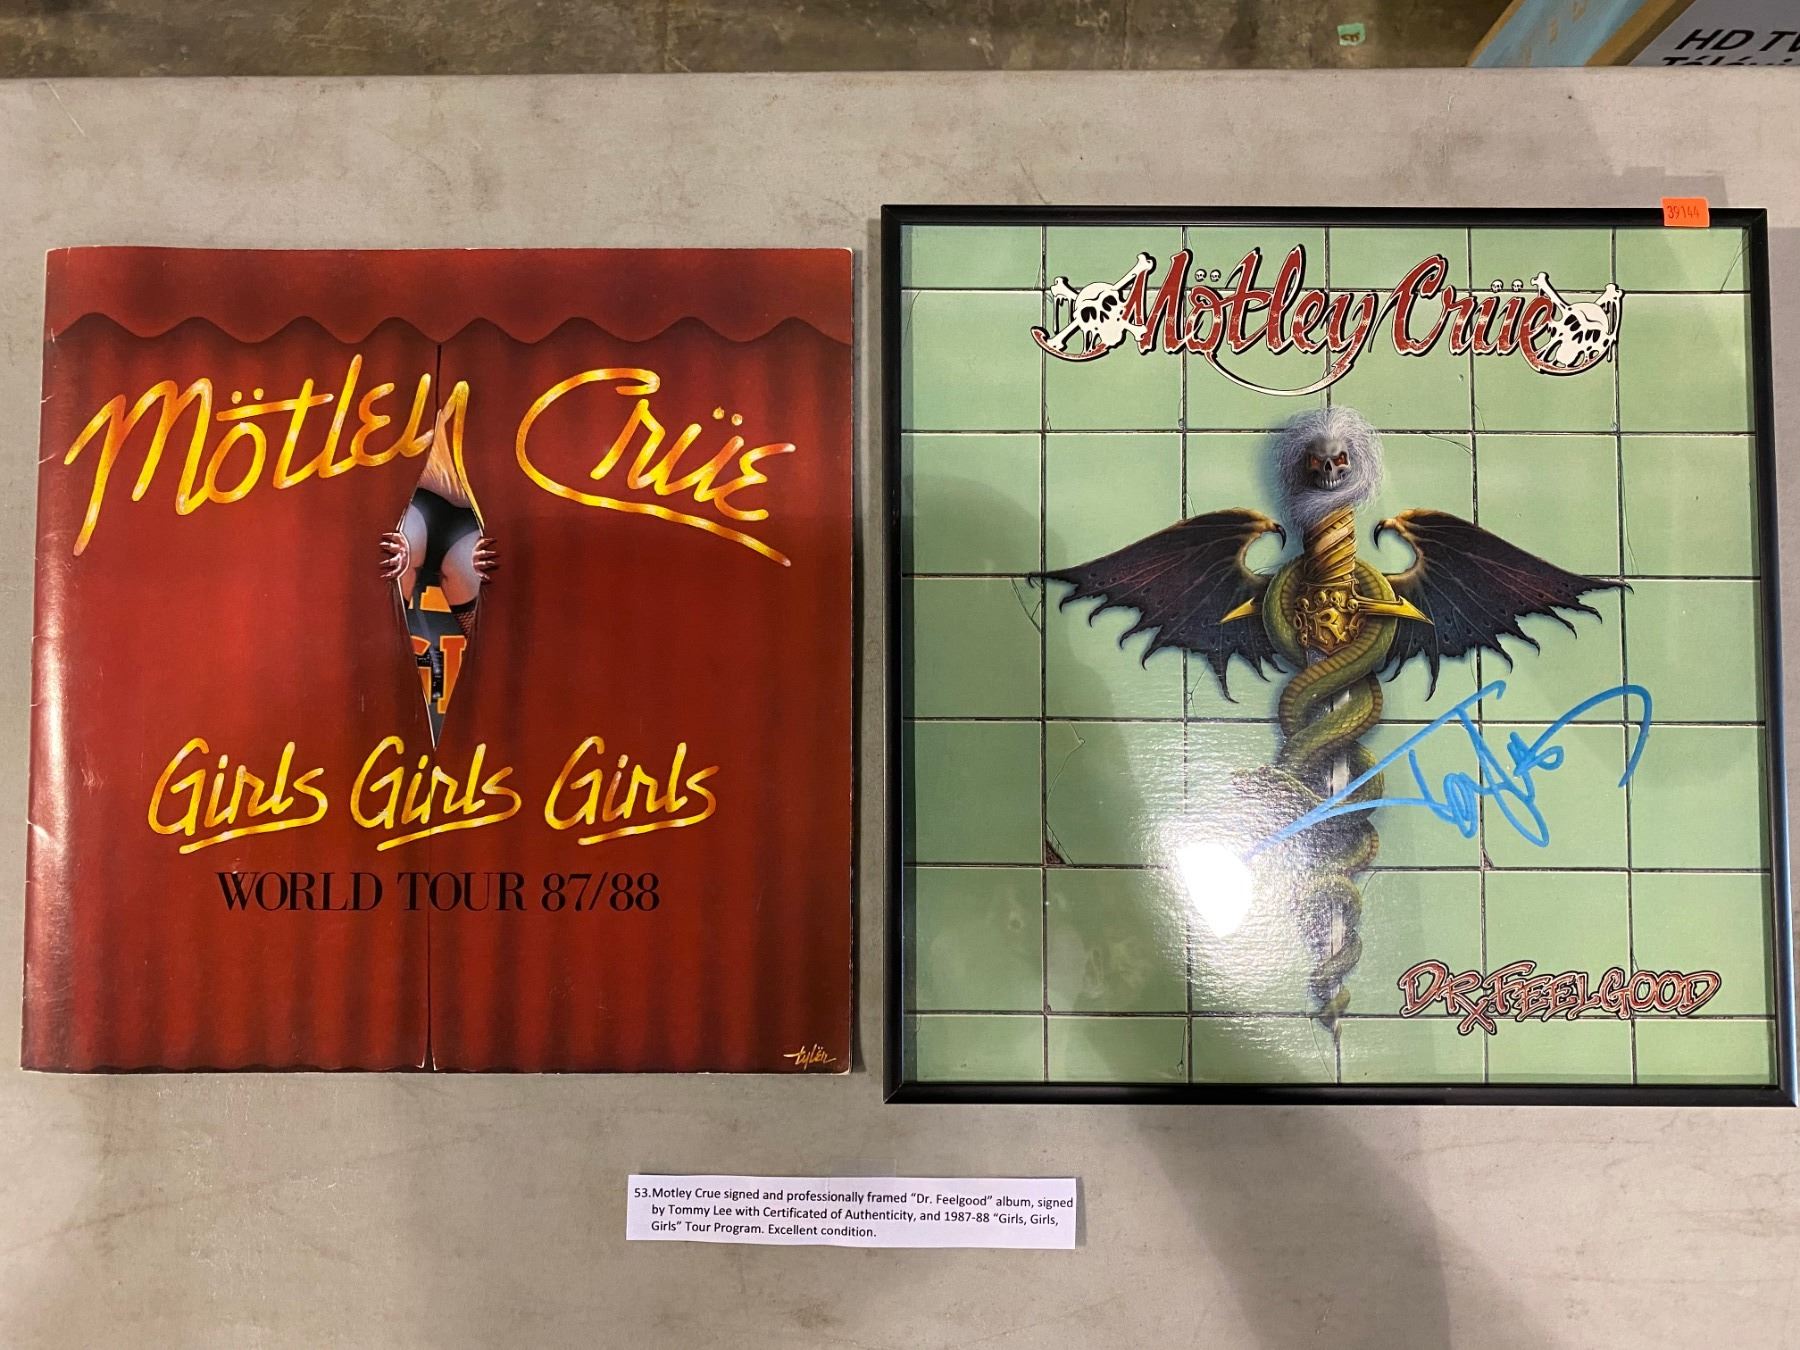 HD TV
39144
Mötley Crüe
Girls Girls Girls
WORLD TOUR 87/88
tylër
Mötley Crüe
DR. FEELGOOD
53. Motley Crue signed and professionally framed "Dr. Feelgood" album, signed
by Tommy Lee with Certificated of Authenticity, and 1987-88 "Girls, Girls,
Girls" Tour Program. Excellent condition.